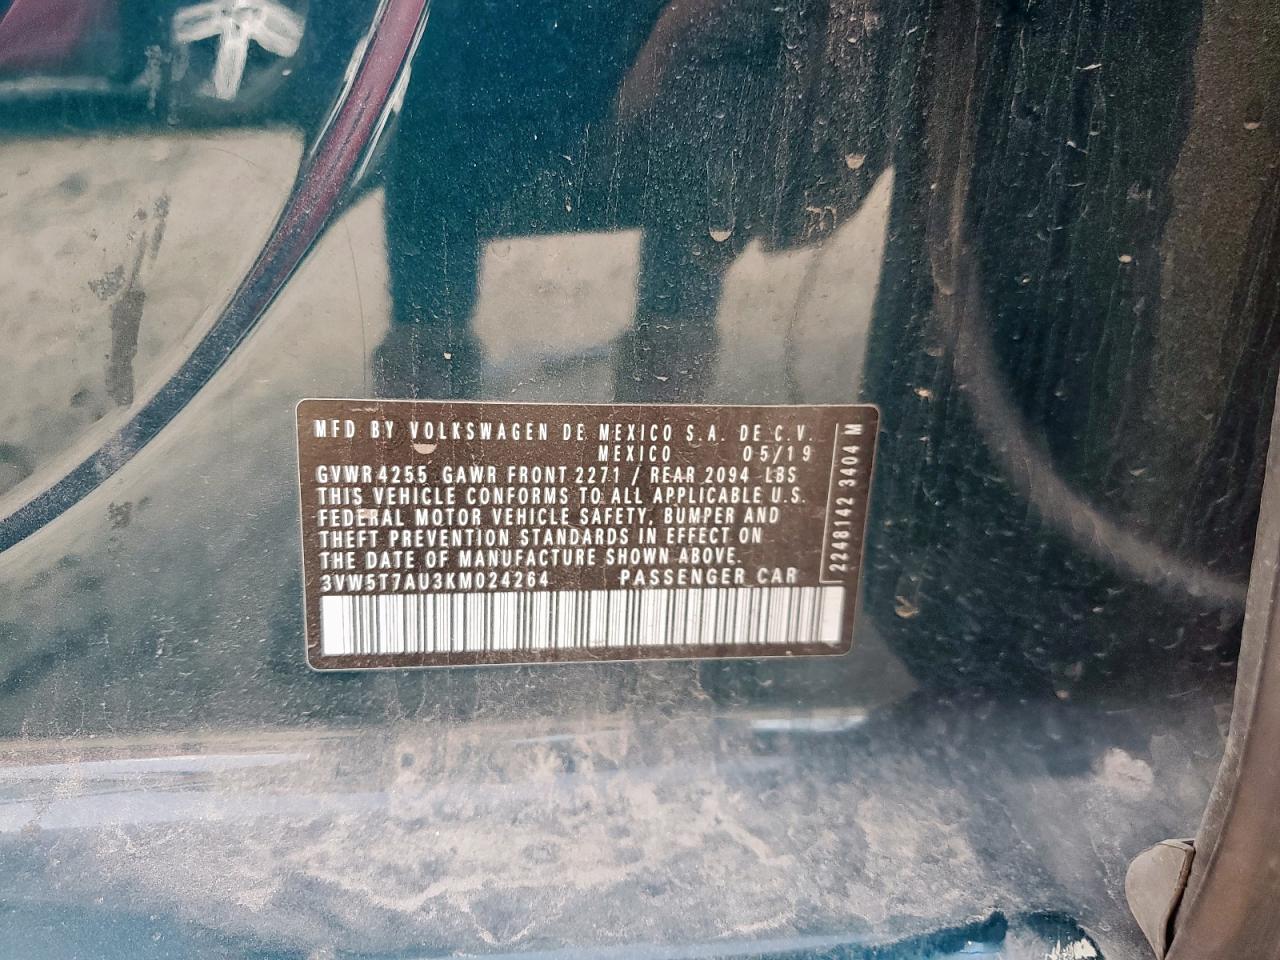 MFD BY VOLKSWAGEN DE MEXICO S.A. DE C.V.
MEXICO 05/19
GVWR 4255 GAWR FRONT 2271 / REAR 2094 LBS
THIS VEHICLE CONFORMS TO ALL APPLICABLE U.S.
FEDERAL MOTOR VEHICLE SAFETY, BUMPER AND
THEFT PREVENTION STANDARDS IN EFFECT ON
THE DATE OF MANUFACTURE SHOWN ABOVE.
3VW5T7AU3KM024264 PASSENGER CAR
2248142 3404 M